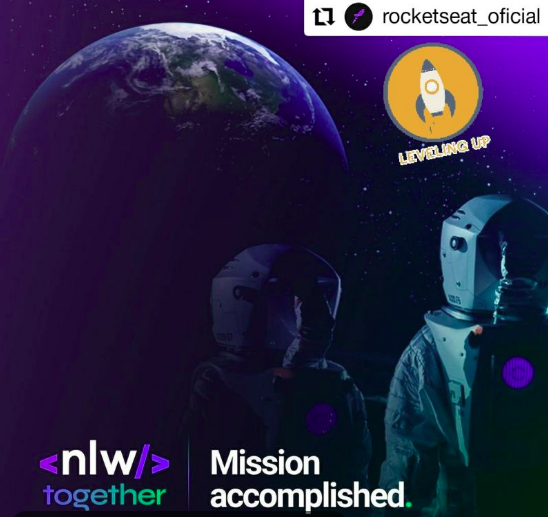 rocketseat_oficial
LEVELING UP
<nlw/>
together
Mission
accomplished.